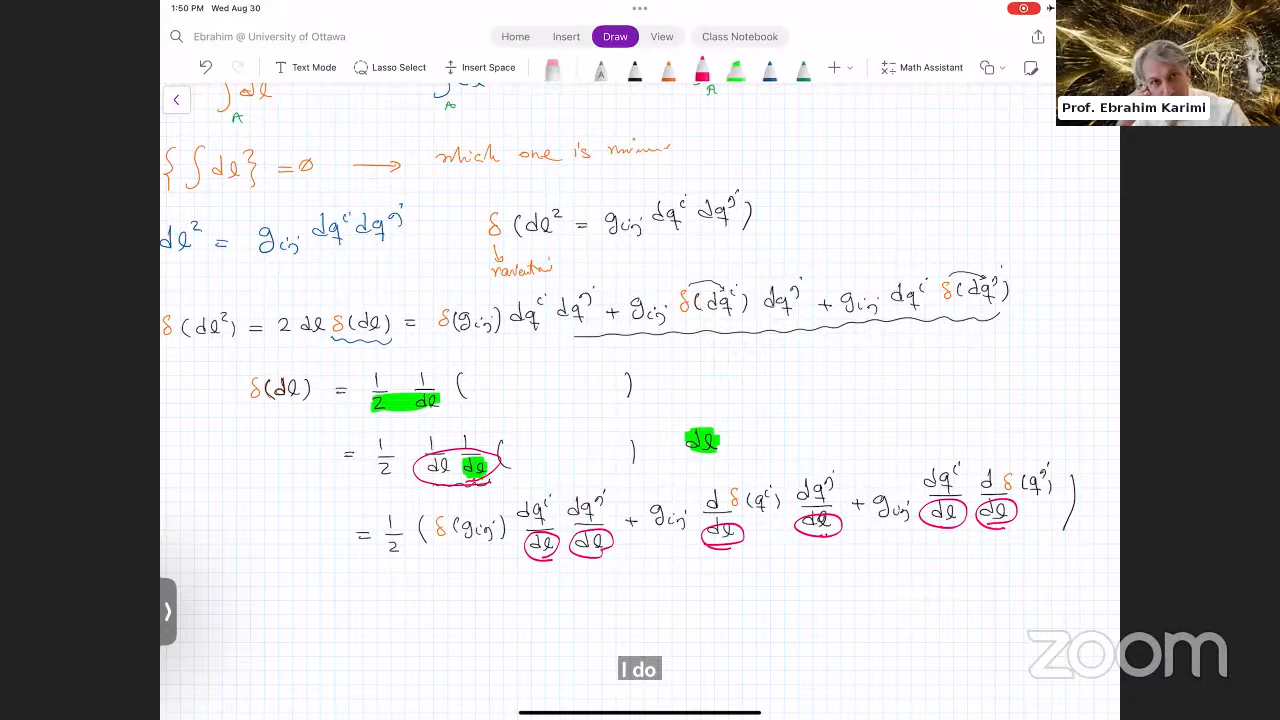 1:50 PM Wed Aug 30
Ebrahim @ University of Ottawa Home Insert Draw View Class Notebook
Text Mode Lasso Select Insert Space Math Assistant
Prof. Ebrahim Karimi
∫ dl
A
A
A
{ ∫ dl } = 0 → which one is
dl² = g_ij dq^i dq^j δ (dl² = g_ij dq^i dq^j)
δ(dl²) = 2 dl δ(dl) = δ(g_ij) dq^i dq^j + g_ij δ(dq^i) dq^j + g_ij dq^i δ(dq^j)
δ(dl) = 1/2 1/dl ( )
= 1/2 1/dl 1/dl ( ) dl
= 1/2 ( δ(g_ij) dq^i/dl dq^j/dl + g_ij d/dl δ(q^i) dq^j/dl + g_ij dq^i/dl d/dl δ(q^j) )
I do
zoom